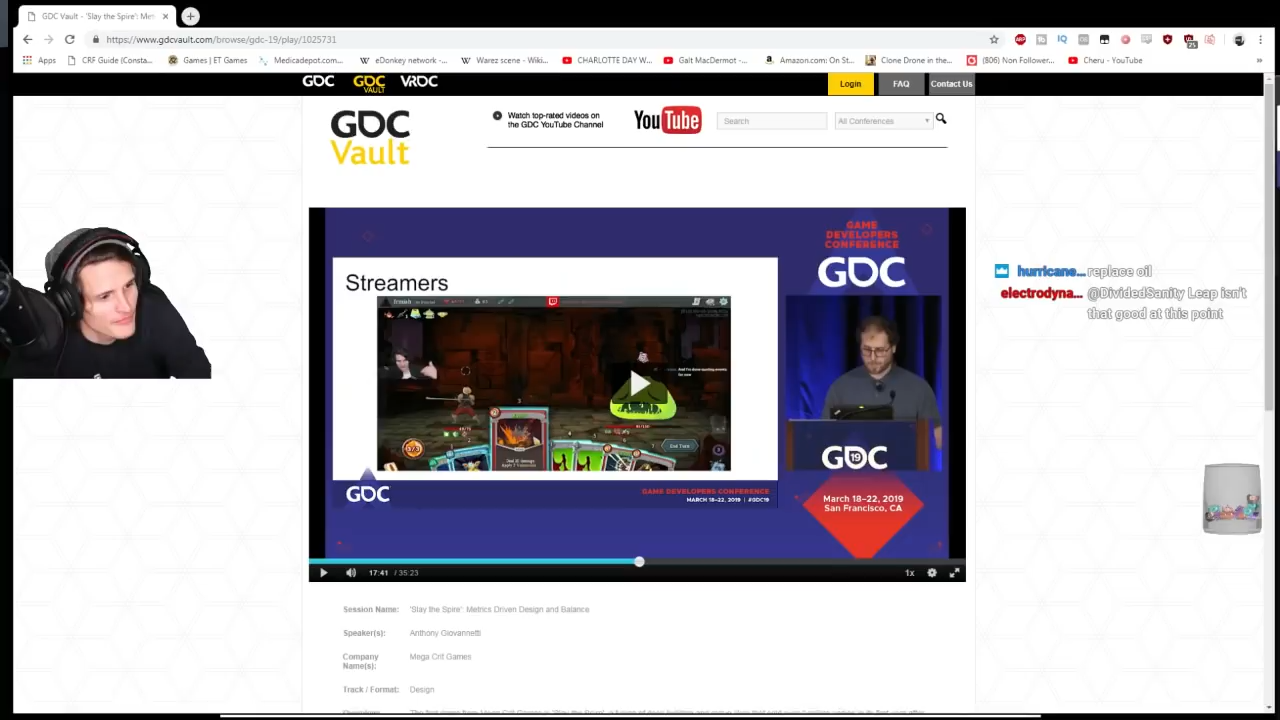 GDC Vault - 'Slay the Spire': Met
https://www.gdcvault.com/browse/gdc-19/play/1025731
Apps
CRF Guide (Consta...
Games | ET Games
Medicadepot.com...
eDonkey network -...
Warez scene - Wiki...
CHARLOTTE DAY W...
Galt MacDermot -...
Amazon.com: On St...
Clone Drone in the...
(806) Non Follower...
Cheru - YouTube
»
GDC
GDC VAULT
VRDC
Login
FAQ
Contact Us
GDC
Vault
Watch top-rated videos on
the GDC YouTube Channel
YouTube
Search
All Conferences
Streamers
End Turn
GDC
GAME DEVELOPERS CONFERENCE
MARCH 18–22, 2019 | #GDC19
GAME
DEVELOPERS
CONFERENCE
GDC
GDC 19
March 18–22, 2019
San Francisco, CA
17:41 / 35:23
1x
hurricane... replace oil
electrodyna... @DividedSanity Leap isn't
that good at this point
Session Name: 'Slay the Spire': Metrics Driven Design and Balance
Speaker(s): Anthony Giovannetti
Company
Name(s): Mega Crit Games
Track / Format: Design